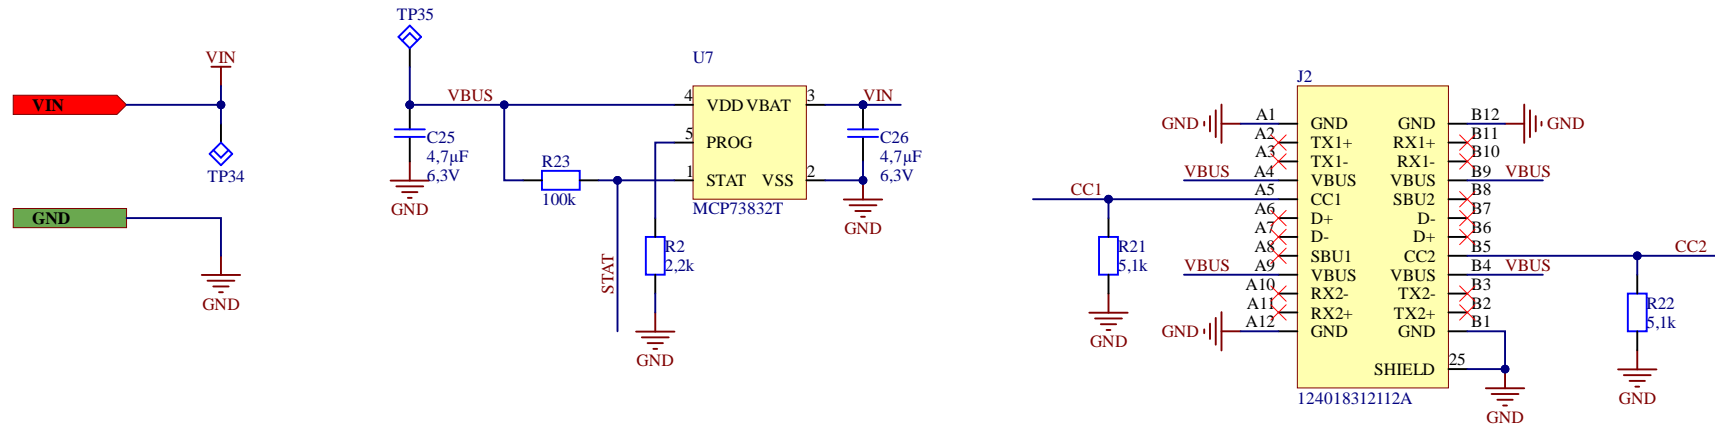 VIN
VIN
TP34
GND
GND
TP35
VBUS
C25
4,7µF
6,3V
GND
R23
100k
STAT
U7
4
VDD
VBAT
3
5
PROG
1
STAT
VSS
2
MCP73832T
R2
2,2k
GND
VIN
C26
4,7µF
6,3V
GND
J2
GND
A1
GND
GND
B12
GND
A2
TX1+
RX1+
B11
A3
TX1-
RX1-
B10
VBUS
A4
VBUS
VBUS
B9
VBUS
CC1
A5
CC1
SBU2
B8
A6
D+
D-
B7
A7
D-
D+
B6
A8
SBU1
CC2
B5
CC2
VBUS
A9
VBUS
VBUS
B4
VBUS
A10
RX2-
TX2-
B3
A11
RX2+
TX2+
B2
GND
A12
GND
GND
B1
SHIELD
25
124018312112A
GND
R21
5,1k
GND
R22
5,1k
GND